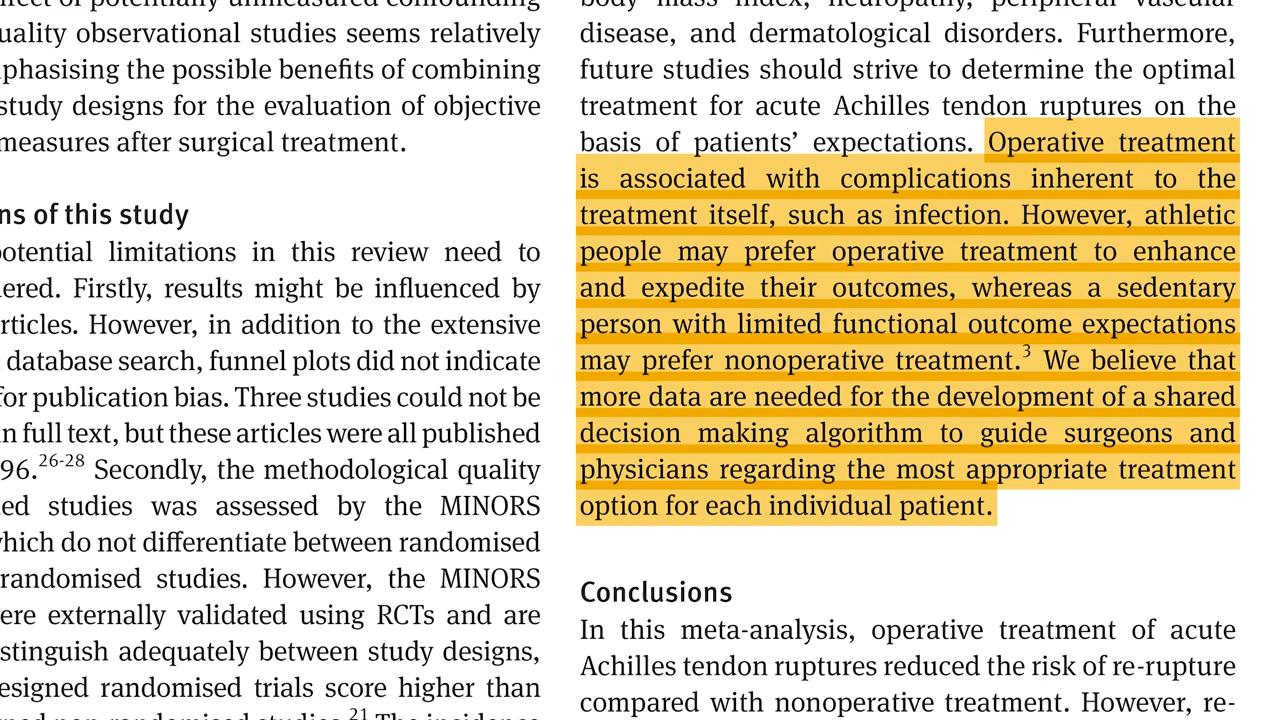 quality observational studies seems relatively
emphasising the possible benefits of combining
study designs for the evaluation of objective
measures after surgical treatment.
ns of this study
potential limitations in this review need to
ered. Firstly, results might be influenced by
articles. However, in addition to the extensive
database search, funnel plots did not indicate
for publication bias. Three studies could not be
in full text, but these articles were all published
96.26-28 Secondly, the methodological quality
ed studies was assessed by the MINORS
which do not differentiate between randomised
randomised studies. However, the MINORS
were externally validated using RCTs and are
distinguish adequately between study designs,
designed randomised trials score higher than
body mass index, neuropathy, peripheral vascular
disease, and dermatological disorders. Furthermore,
future studies should strive to determine the optimal
treatment for acute Achilles tendon ruptures on the
basis of patients’ expectations. Operative treatment
is associated with complications inherent to the
treatment itself, such as infection. However, athletic
people may prefer operative treatment to enhance
and expedite their outcomes, whereas a sedentary
person with limited functional outcome expectations
may prefer nonoperative treatment.3 We believe that
more data are needed for the development of a shared
decision making algorithm to guide surgeons and
physicians regarding the most appropriate treatment
option for each individual patient.
Conclusions
In this meta-analysis, operative treatment of acute
Achilles tendon ruptures reduced the risk of re-rupture
compared with nonoperative treatment. However, re-